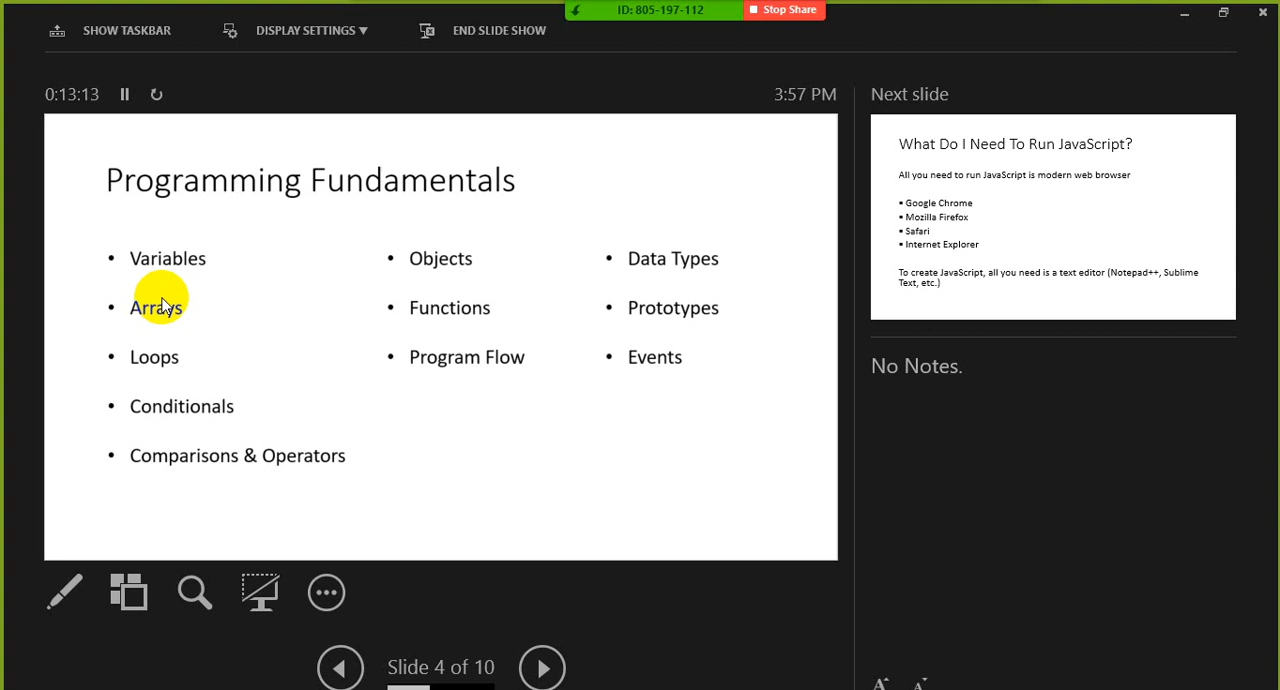 ID: 805-197-112 Stop Share
SHOW TASKBAR DISPLAY SETTINGS ▾ END SLIDE SHOW
0:13:13 3:57 PM
Programming Fundamentals
• Variables
• Arrays
• Loops
• Conditionals
• Comparisons & Operators
• Objects
• Functions
• Program Flow
• Data Types
• Prototypes
• Events
Slide 4 of 10
Next slide
What Do I Need To Run JavaScript?
All you need to run JavaScript is modern web browser
▪ Google Chrome
▪ Mozilla Firefox
▪ Safari
▪ Internet Explorer
To create JavaScript, all you need is a text editor (Notepad++, Sublime
Text, etc.)
No Notes.
A A